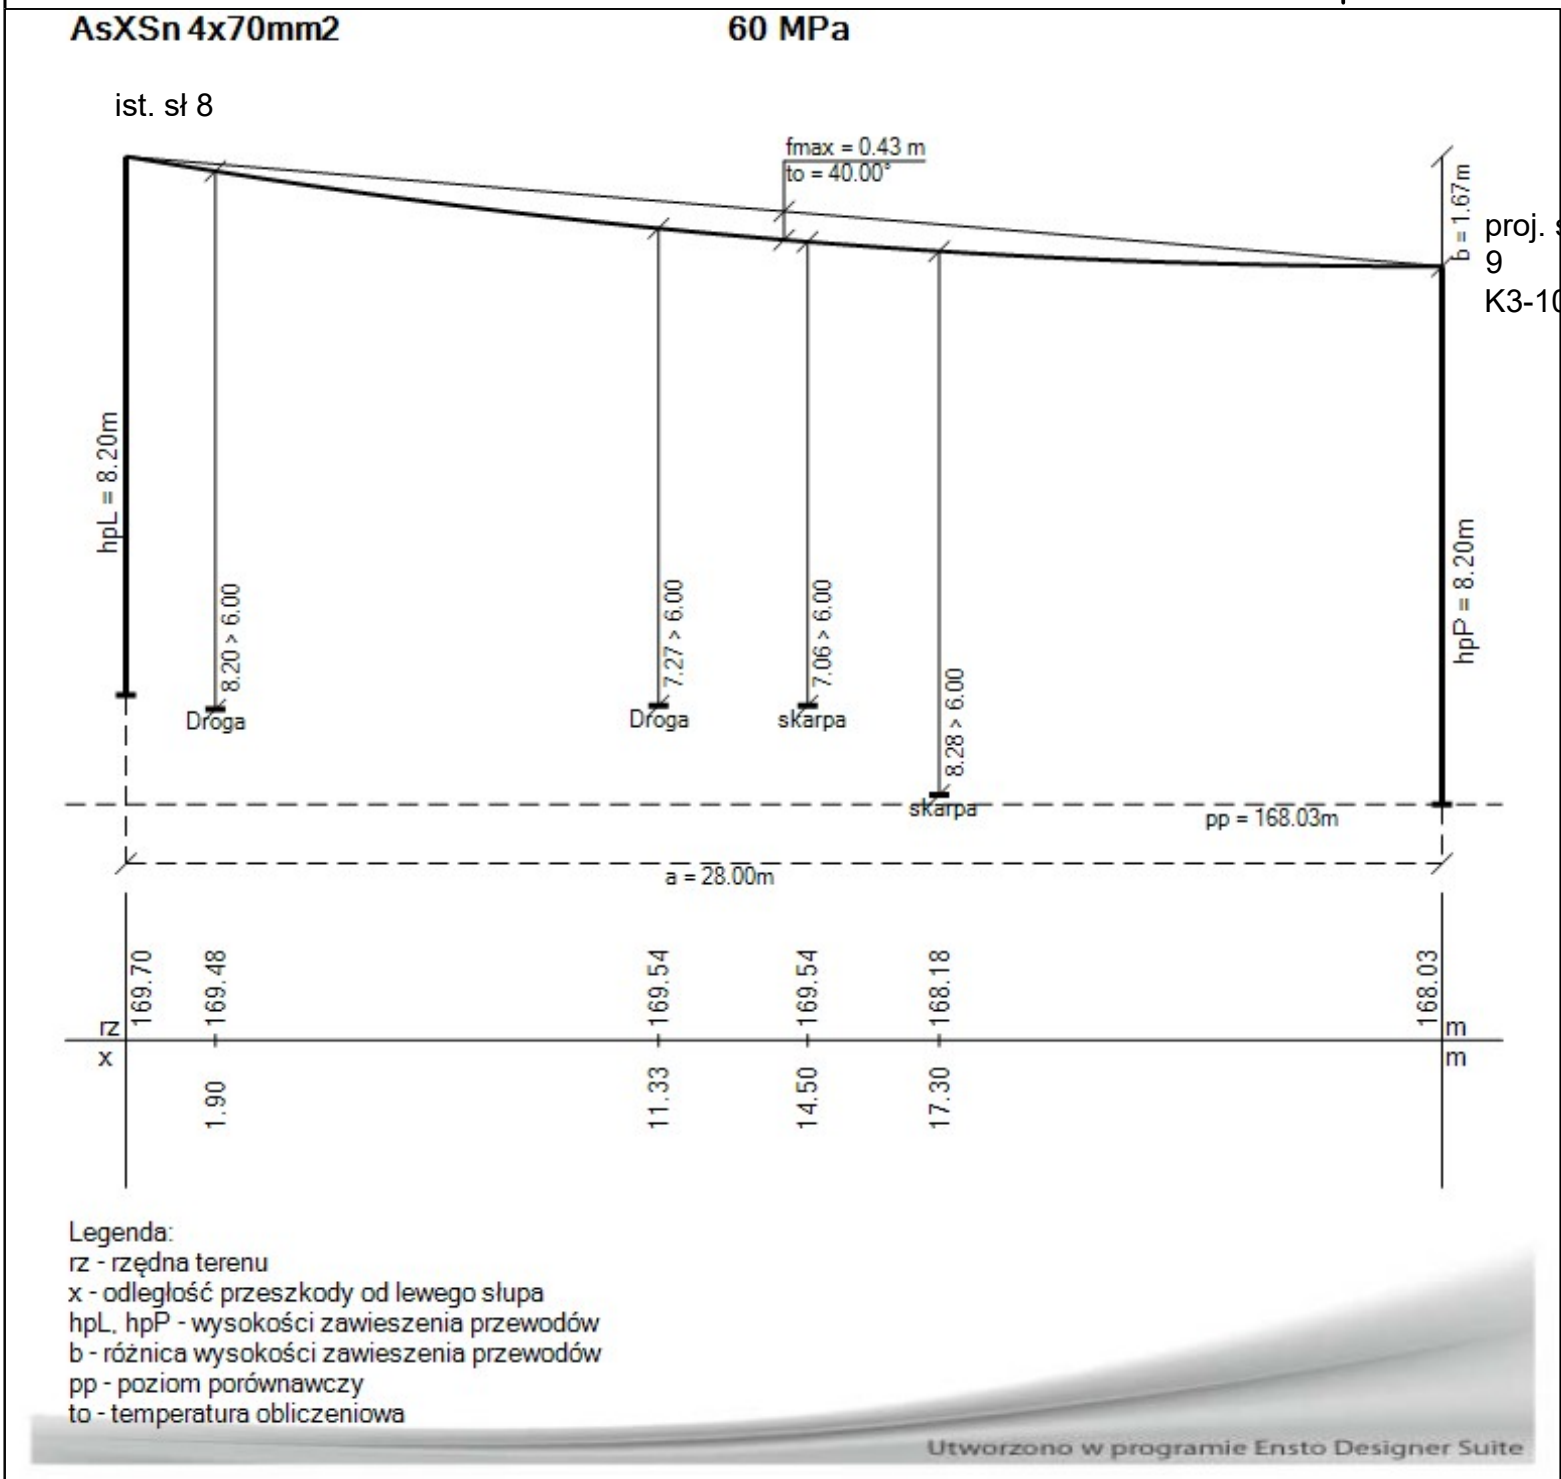 AsXSn 4x70mm2
60 MPa
ist. sł 8
fmax = 0.43 m
to = 40.00°
b = 1.67m
proj.
9
hpL = 8.20m
hpP = 8.20m
8.20 > 6.00
Droga
7.27 > 6.00
Droga
7.06 > 6.00
skarpa
8.28 > 6.00
skarpa
pp = 168.03m
a = 28.00m
rz
169.70
169.48
169.54
169.54
168.18
168.03
m
x
1.90
11.33
14.50
17.30
m
Legenda:
rz - rzędna terenu
x - odległość przeszkody od lewego słupa
hpL, hpP - wysokości zawieszenia przewodów
b - różnica wysokości zawieszenia przewodów
pp - poziom porównawczy
to - temperatura obliczeniowa
Utworzono w programie Ensto Designer Suite